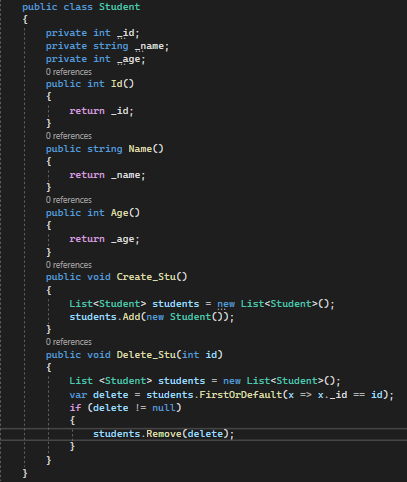 public class Student
{
private int _id;
private string _name;
private int _age;
0 references
public int Id()
{
return _id;
}
0 references
public string Name()
{
return _name;
}
0 references
public int Age()
{
return _age;
}
0 references
public void Create_Stu()
{
List<Student> students = new List<Student>();
students.Add(new Student());
}
0 references
public void Delete_Stu(int id)
{
List <Student> students = new List<Student>();
var delete = students.FirstOrDefault(x => x._id == id);
if (delete != null)
{
students.Remove(delete);
}
}
}